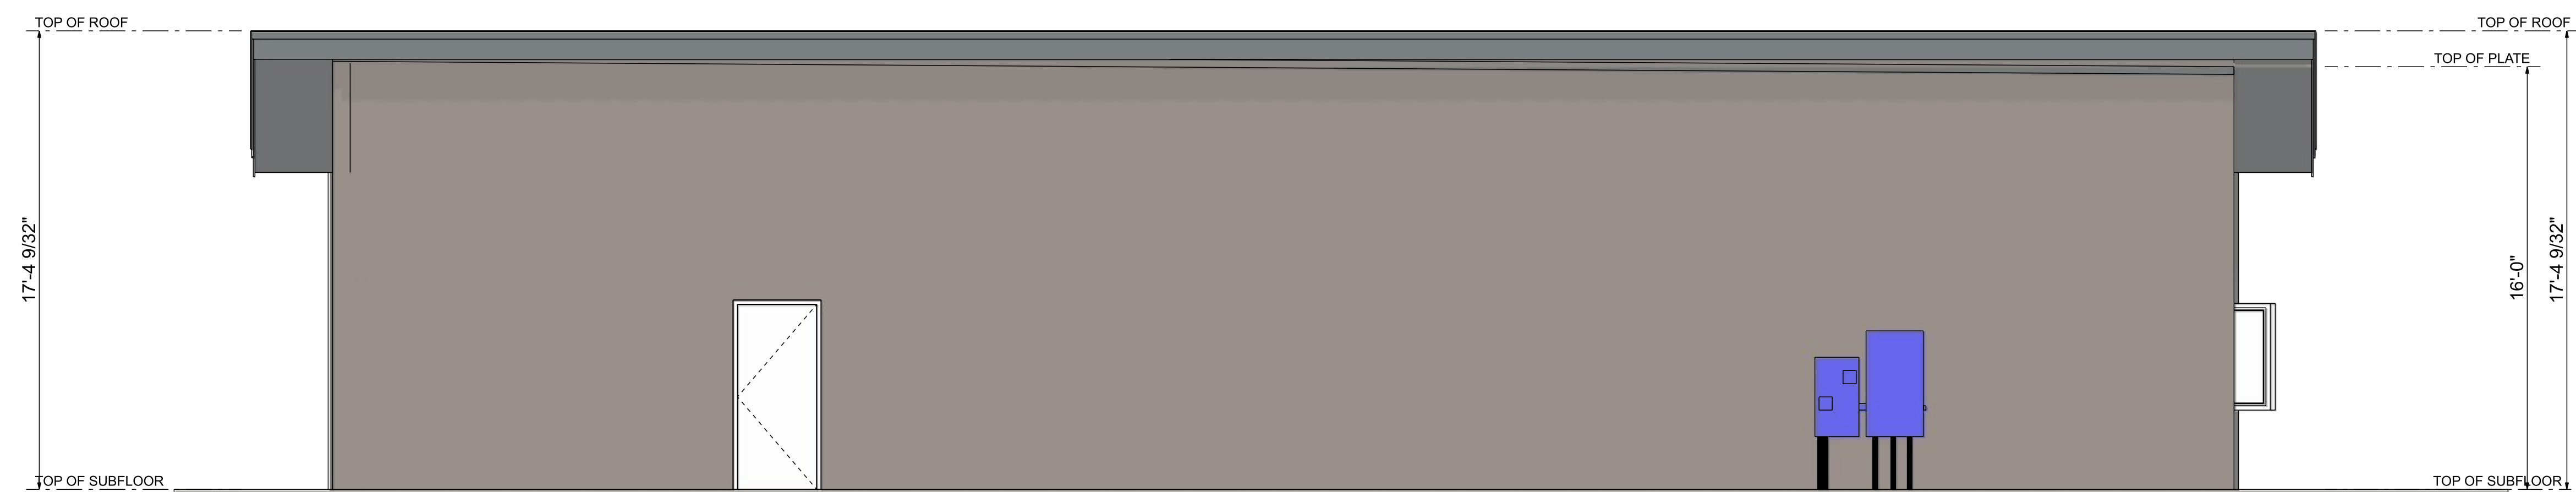 TOP OF ROOF
TOP OF ROOF
TOP OF PLATE
17'-4 9/32"
16'-0"
17'-4 9/32"
TOP OF SUBFLOOR
TOP OF SUBFLOOR